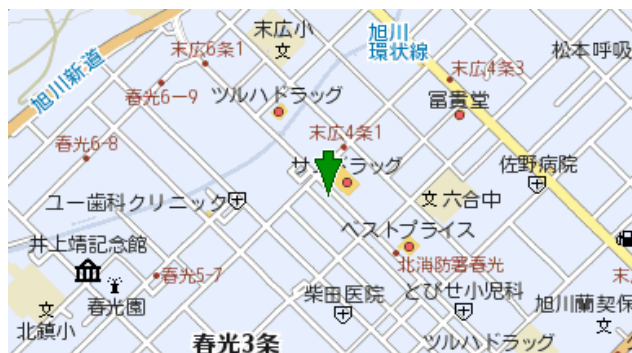 末広小
旭川
環状線
末広6条1
松本呼吸
旭川新道
末広4条3
春光6-9
ツルハドラッグ
冨貴堂
春光6-8
末広4条1
サンドラッグ
佐野病院
ユー歯科クリニック
六合中
ベストプライス
井上靖記念館
北消防署春光
春光5-7
末
春光園
柴田医院
とびせ小児科
旭川蘭契保
北鎮小
春光3条
ツルハドラッグ